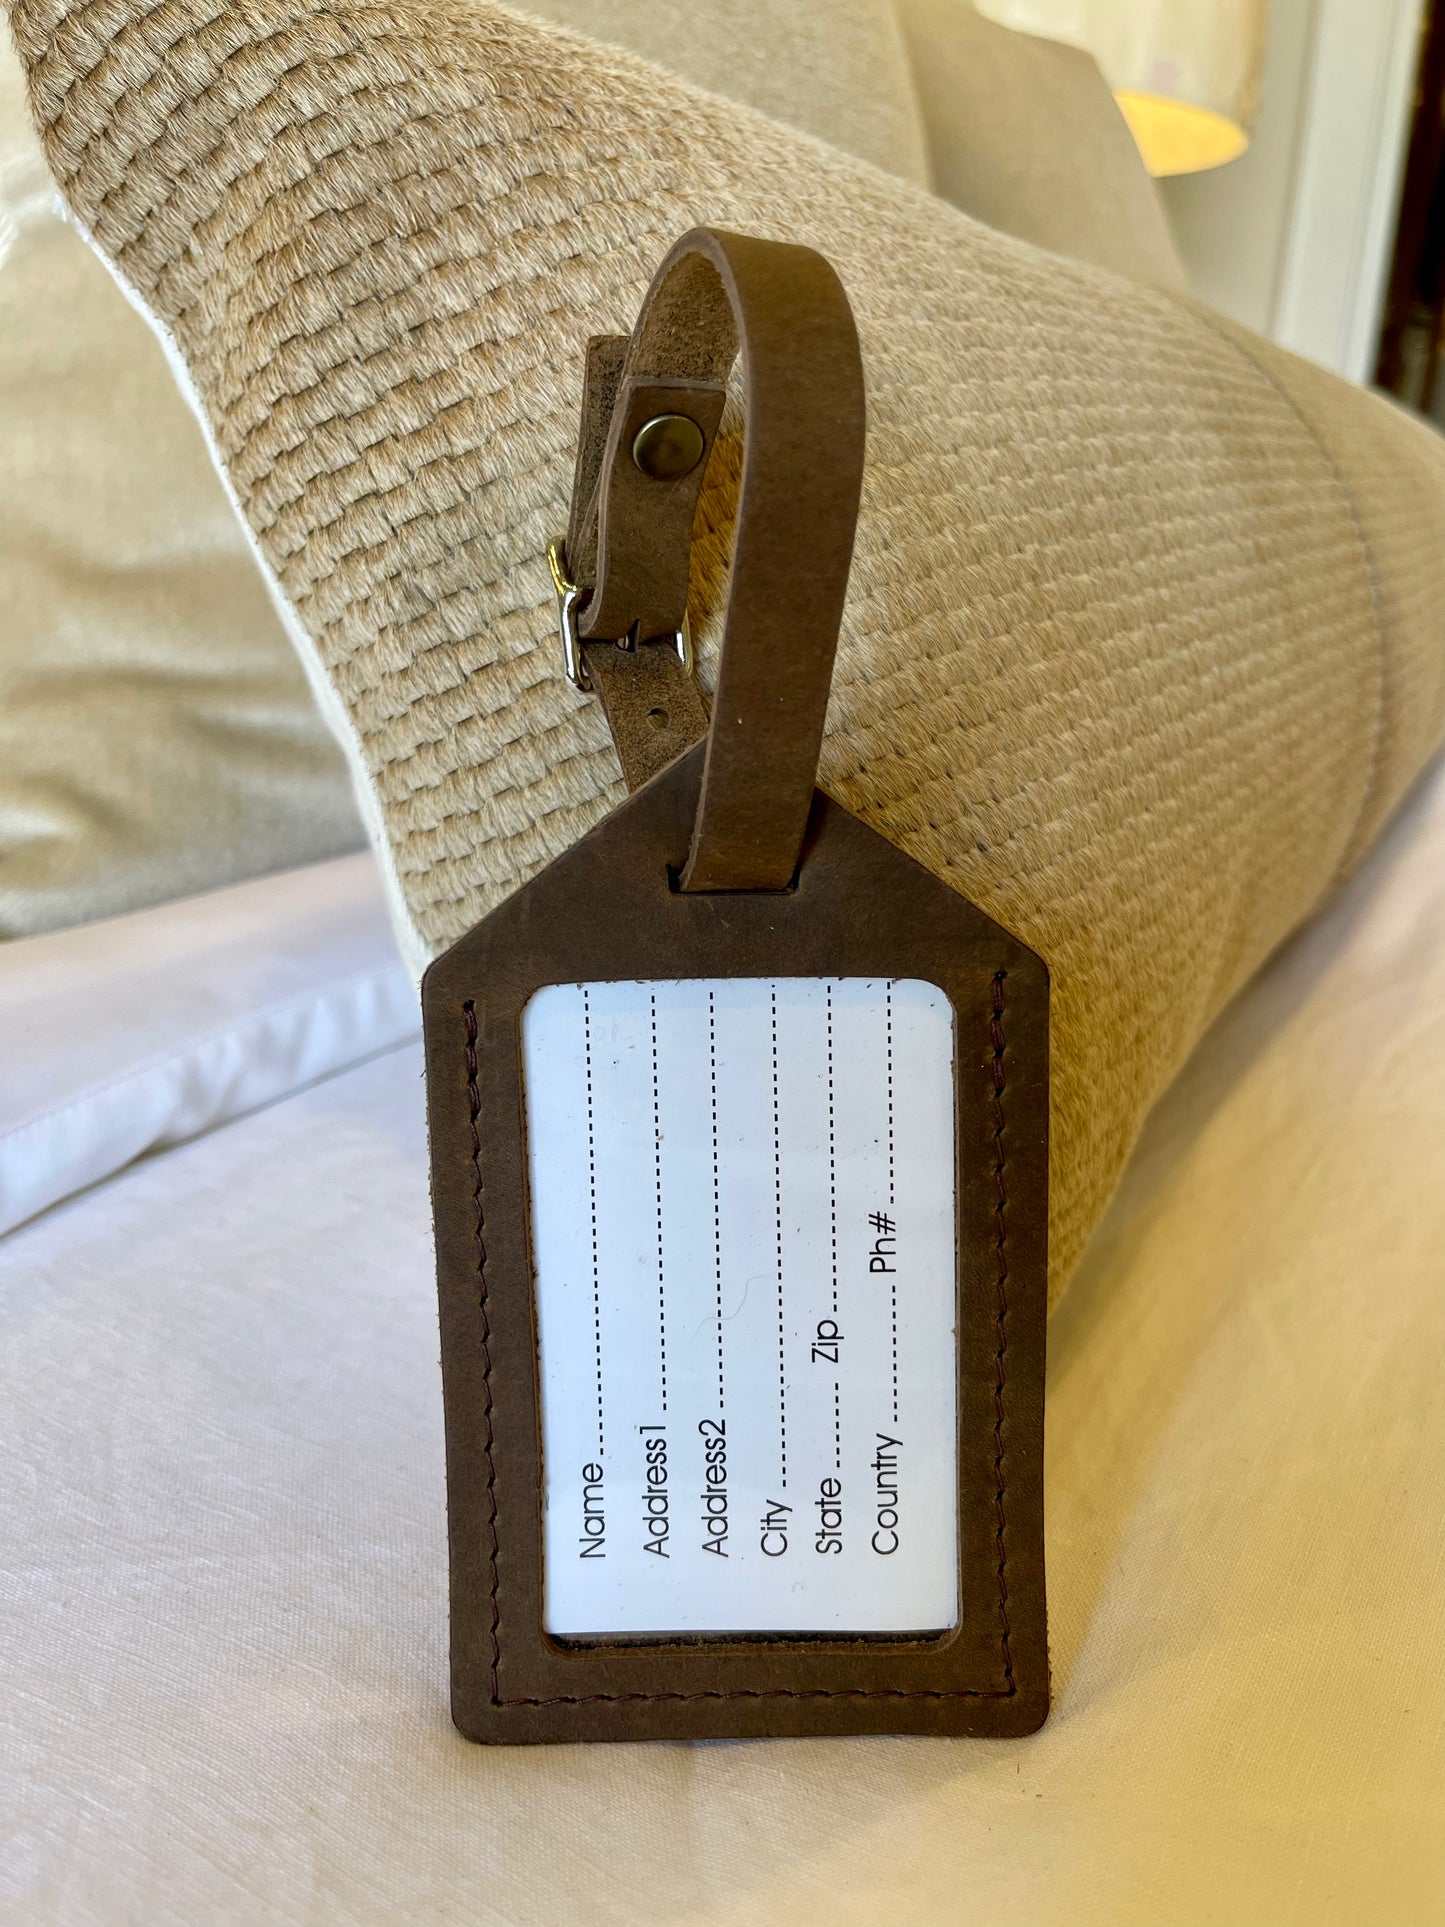 Name
Address1
Address2
City
State Zip
Country Ph#